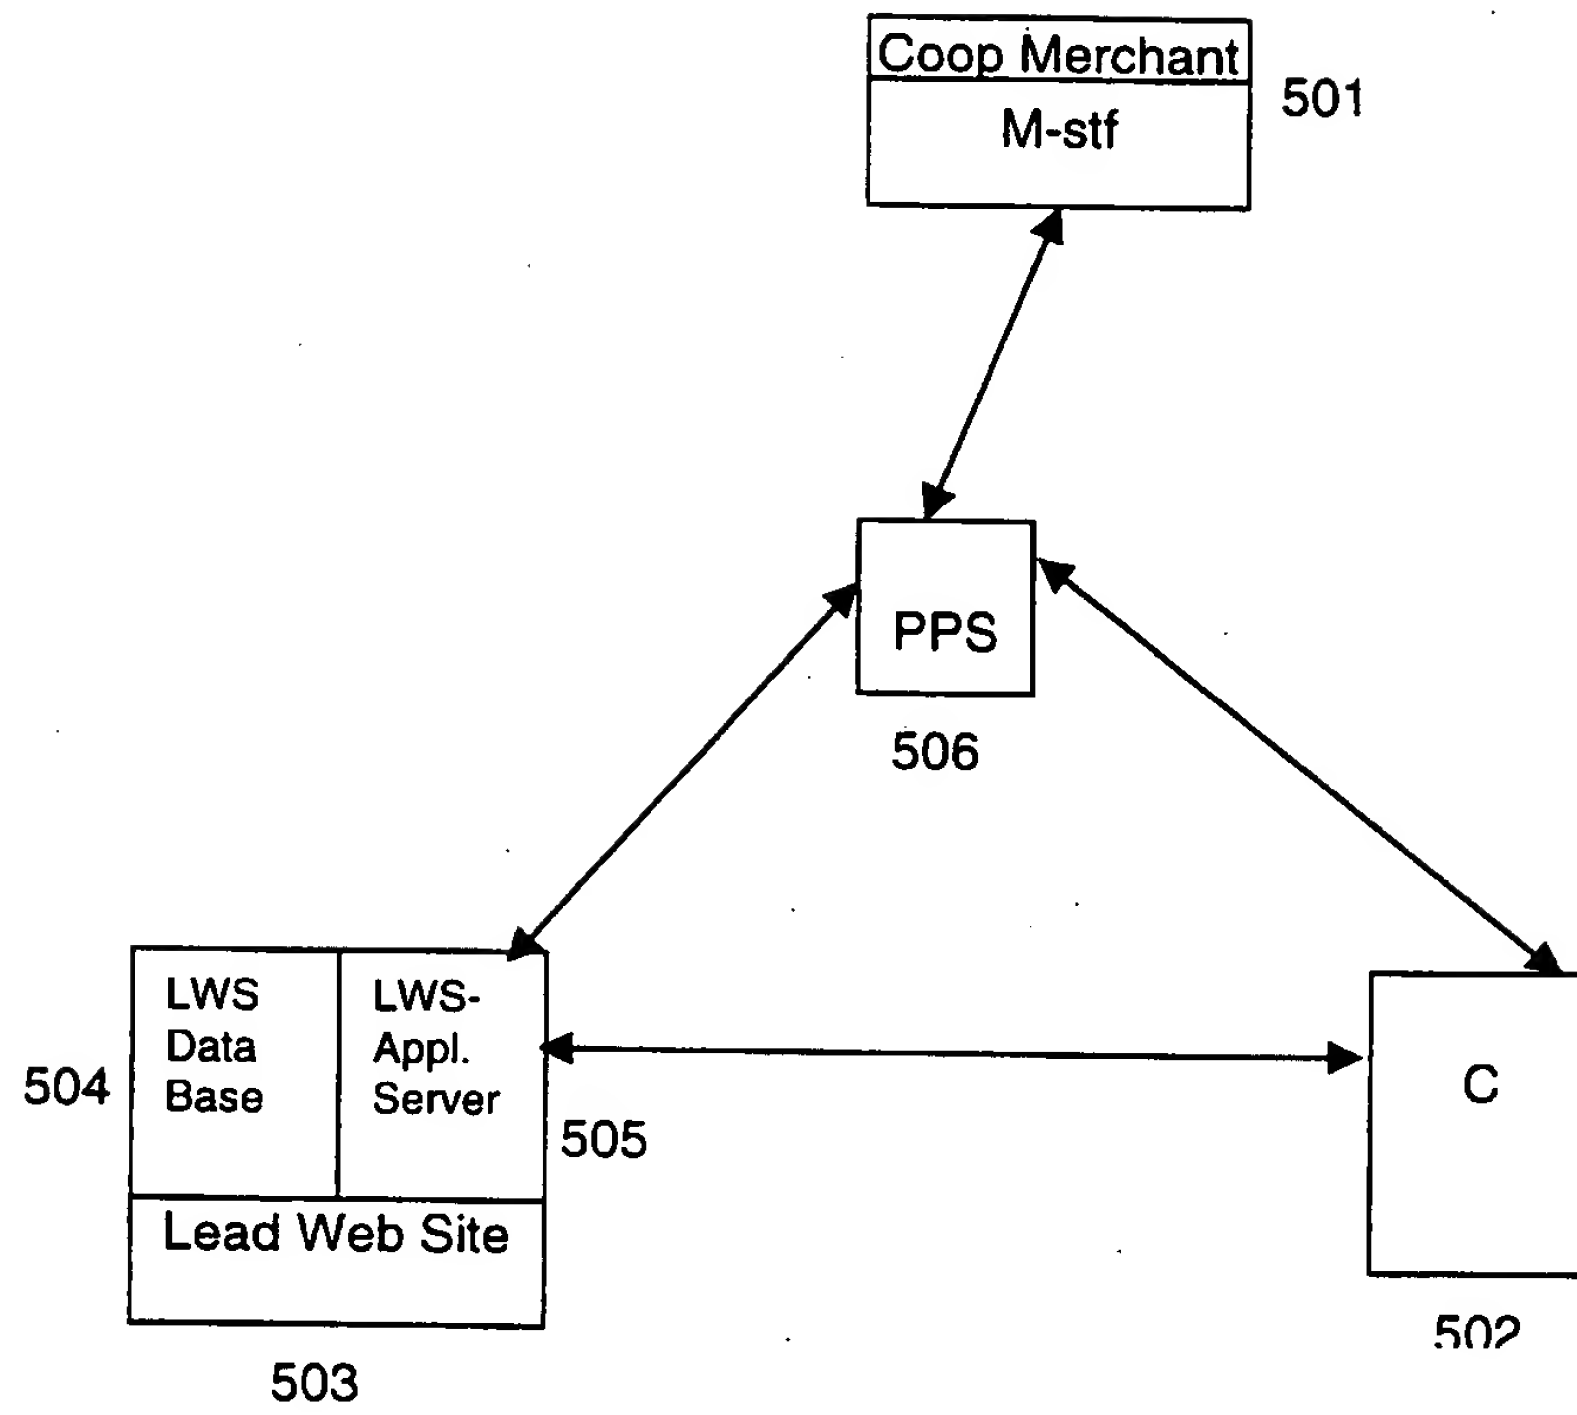 Coop Merchant
501
M-stf
PPS
506
LWS
Data
Base
504
LWS-
Appl.
Server
505
Lead Web Site
503
C
502